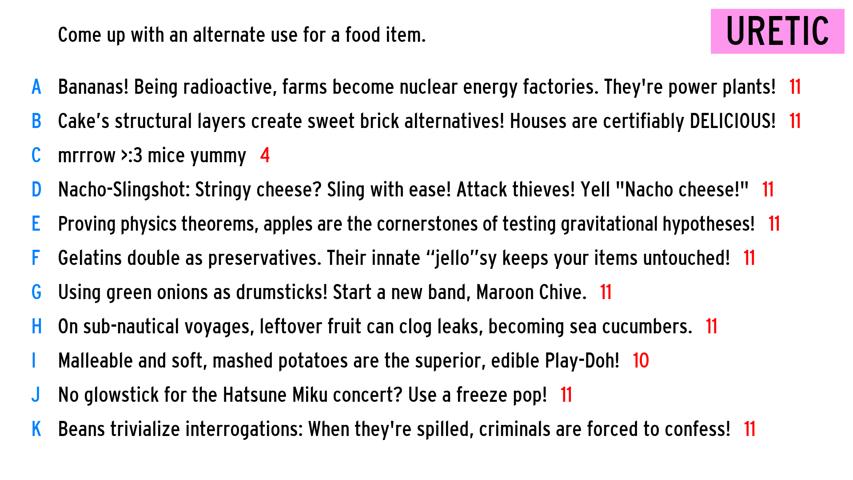 Come up with an alternate use for a food item.
URETIC
A Bananas! Being radioactive, farms become nuclear energy factories. They're power plants! 11
B Cake's structural layers create sweet brick alternatives! Houses are certifiably DELICIOUS! 11
C mrrrow >:3 mice yummy 4
D Nacho-Slingshot: Stringy cheese? Sling with ease! Attack thieves! Yell "Nacho cheese!" 11
E Proving physics theorems, apples are the cornerstones of testing gravitational hypotheses! 11
F Gelatins double as preservatives. Their innate “jello”sy keeps your items untouched! 11
G Using green onions as drumsticks! Start a new band, Maroon Chive. 11
H On sub-nautical voyages, leftover fruit can clog leaks, becoming sea cucumbers. 11
I Malleable and soft, mashed potatoes are the superior, edible Play-Doh! 10
J No glowstick for the Hatsune Miku concert? Use a freeze pop! 11
K Beans trivialize interrogations: When they're spilled, criminals are forced to confess! 11